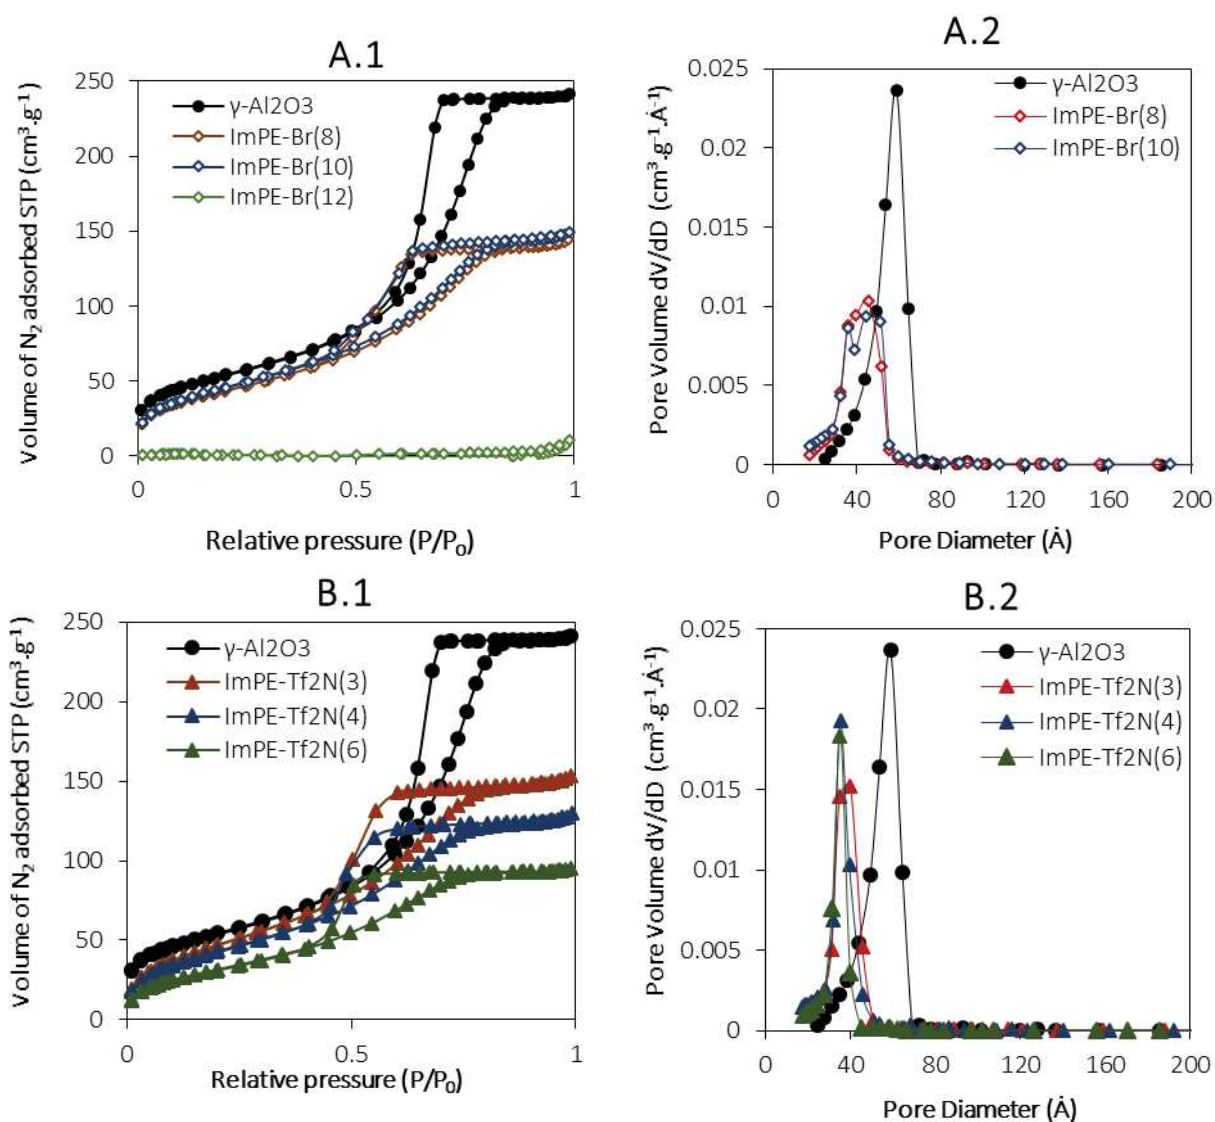 A.1
Volume of N₂ adsorbed STP (cm³.g⁻¹)
250
200
150
100
50
0
γ-Al2O3
ImPE-Br(8)
ImPE-Br(10)
ImPE-Br(12)
0
0.5
1
Relative pressure (P/P₀)
A.2
Pore Volume dV/dD (cm³.g⁻¹.Å⁻¹)
0.025
0.02
0.015
0.01
0.005
0
γ-Al2O3
ImPE-Br(8)
ImPE-Br(10)
0
40
80
120
160
200
Pore Diameter (Å)
B.1
Volume of N₂ adsorbed STP (cm³.g⁻¹)
250
200
150
100
50
0
γ-Al2O3
ImPE-Tf2N(3)
ImPE-Tf2N(4)
ImPE-Tf2N(6)
0
0.5
1
Relative pressure (P/P₀)
B.2
Pore Volume dV/dD (cm³.g⁻¹.Å⁻¹)
0.025
0.02
0.015
0.01
0.005
0
γ-Al2O3
ImPE-Tf2N(3)
ImPE-Tf2N(4)
ImPE-Tf2N(6)
0
40
80
120
160
200
Pore Diameter (Å)